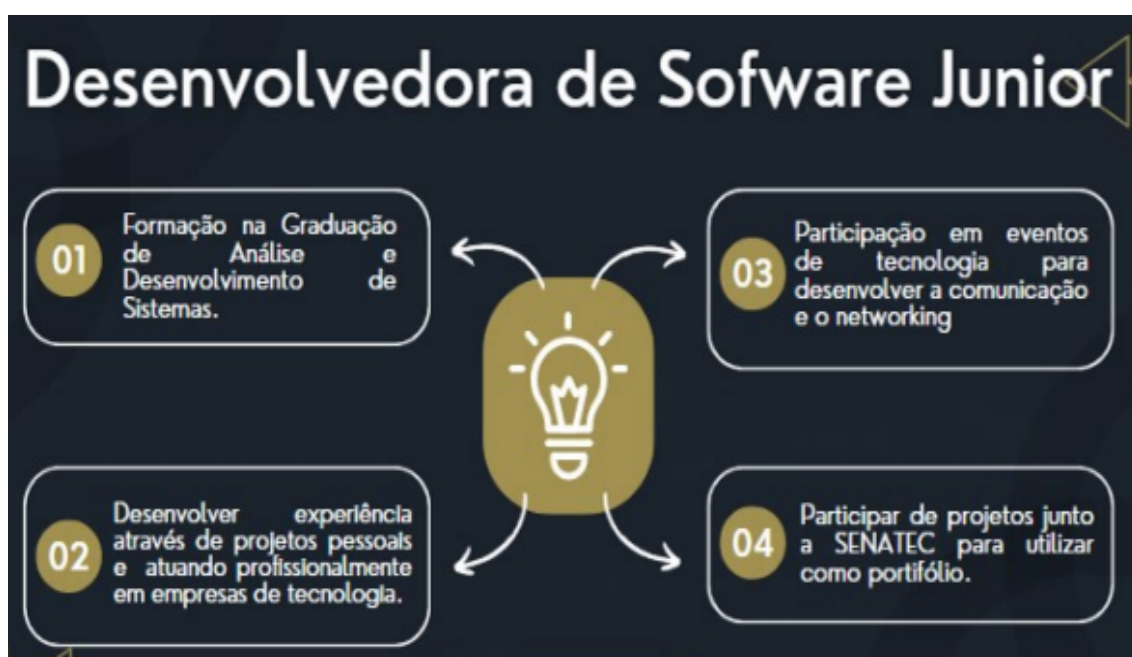 Desenvolvedora de Sofware Junior
01
Formação na Graduação
de Análise e
Desenvolvimento de
Sistemas.
02
Desenvolver experiência
através de projetos pessoais
e atuando profissionalmente
em empresas de tecnologia.
03
Participação em eventos
de tecnologia para
desenvolver a comunicação
e o networking
04
Participar de projetos junto
a SENATEC para utilizar
como portifólio.